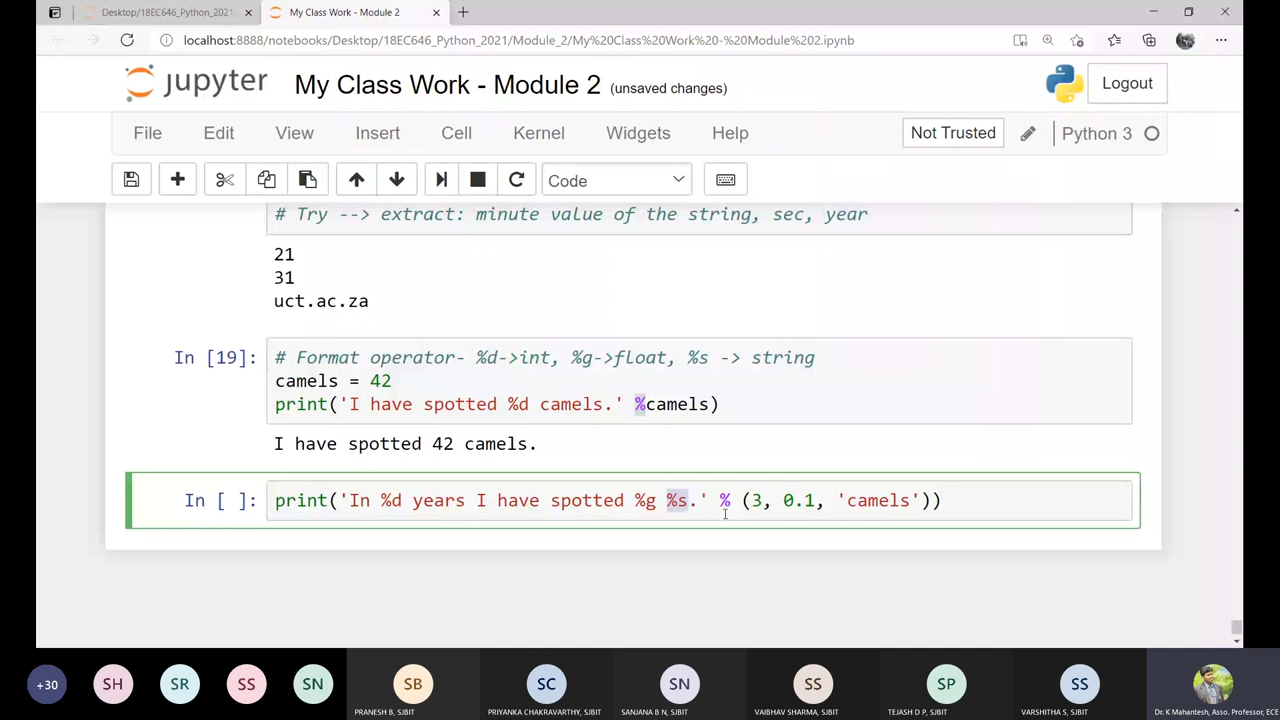 Desktop/18EC646_Python_2021/
My Class Work - Module 2
localhost:8888/notebooks/Desktop/18EC646_Python_2021/Module_2/My%20Class%20Work%20-%20Module%202.ipynb
jupyter
My Class Work - Module 2 (unsaved changes)
Logout
File Edit View Insert Cell Kernel Widgets Help
Not Trusted
Python 3
Code
# Try --> extract: minute value of the string, sec, year
21
31
uct.ac.za
In [19]:
# Format operator- %d->int, %g->float, %s -> string
camels = 42
print('I have spotted %d camels.' %camels)
I have spotted 42 camels.
In [ ]: print('In %d years I have spotted %g %s.' % (3, 0.1, 'camels'))
+30 SH SR SS SN SB SC SN SS SP SS
PRANESH B, SJBIT
PRIYANKA CHAKRAVARTHY, SJBIT
SANJANA B N, SJBIT
VAIBHAV SHARMA, SJBIT
TEJASH D P, SJBIT
VARSHITHA S, SJBIT
Dr. K Mahantesh, Asso. Professor, ECE